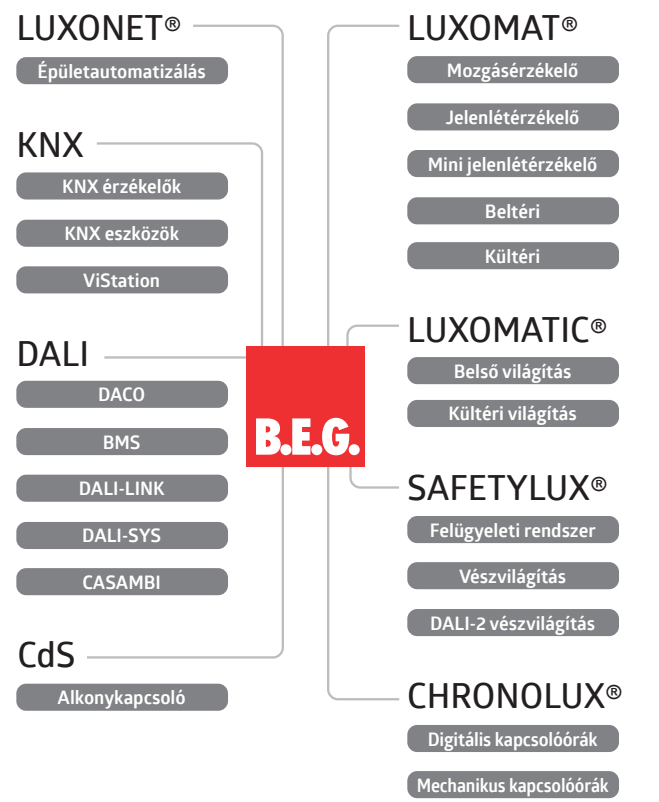 LUXONET®
Épületautomatizálás
KNX
KNX érzékelők
KNX eszközök
ViStation
DALI
DACO
BMS
DALI-LINK
DALI-SYS
CASAMBI
CdS
Alkonykapcsoló
B.E.G.
LUXOMAT®
Mozgásérzékelő
Jelenlétérzékelő
Mini jelenlétérzékelő
Beltéri
Kültéri
LUXOMATIC®
Belső világítás
Kültéri világítás
SAFETYLUX®
Felügyeleti rendszer
Vészvilágítás
DALI-2 vészvilágítás
CHRONOLUX®
Digitális kapcsolóórák
Mechanikus kapcsolóórák